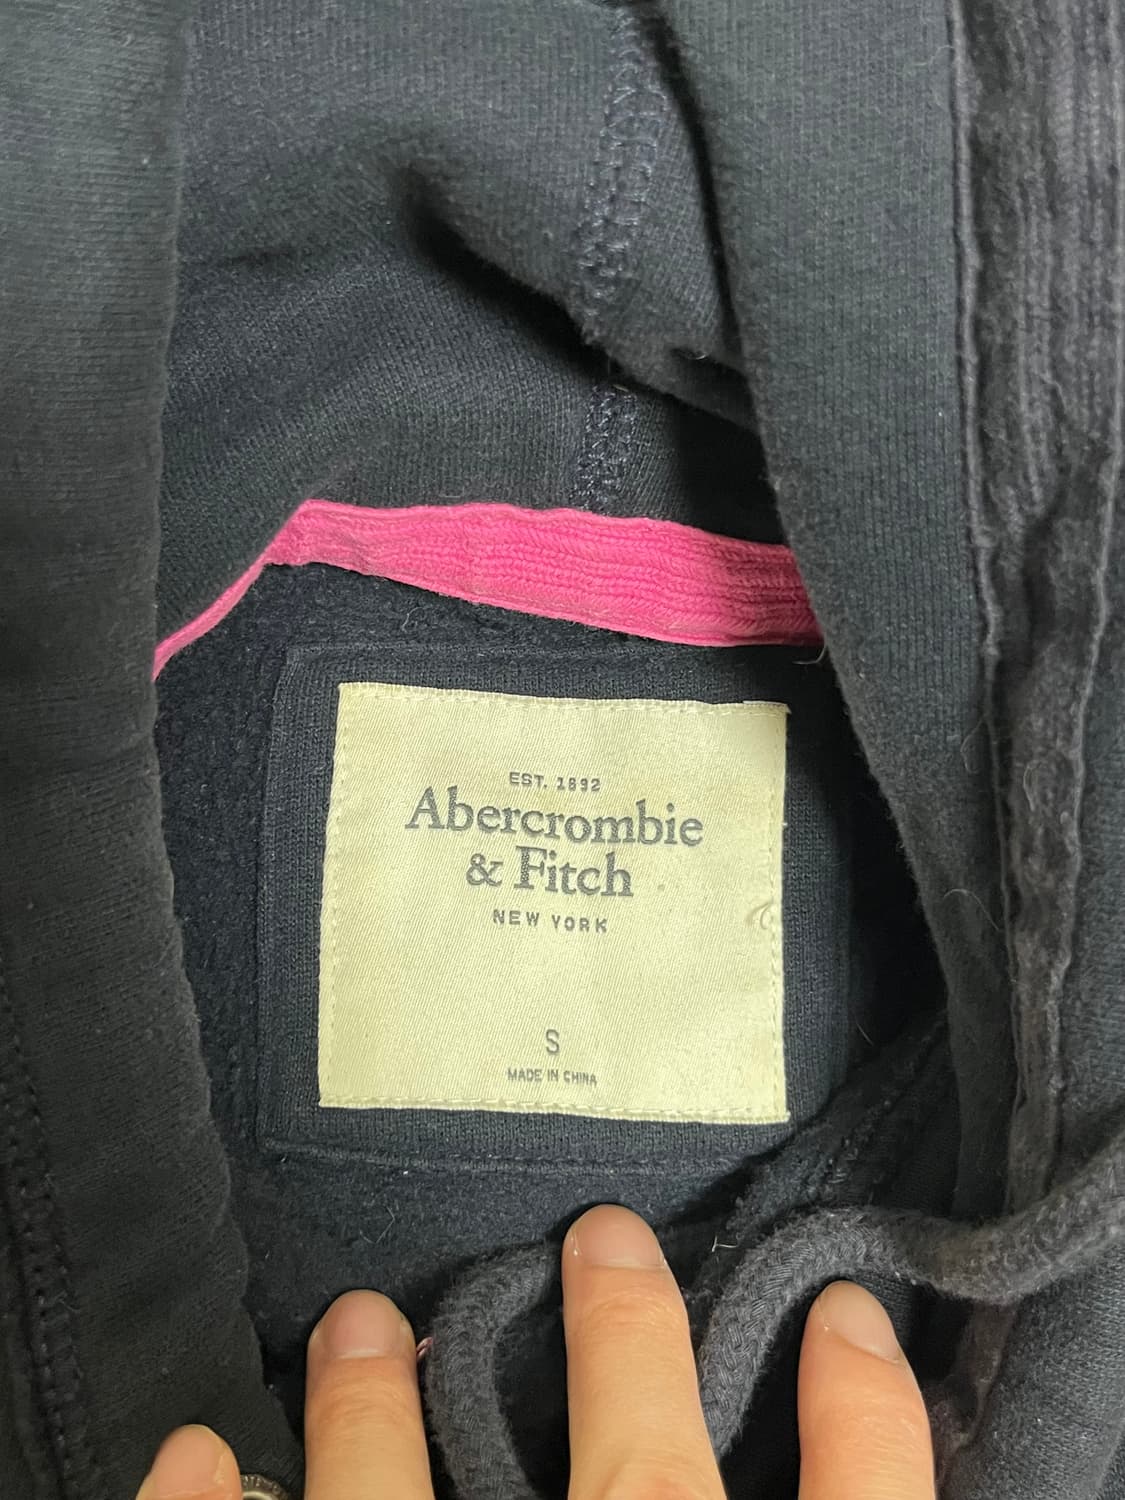 EST. 1892
Abercrombie
& Fitch
NEW YORK
S
MADE IN CHINA